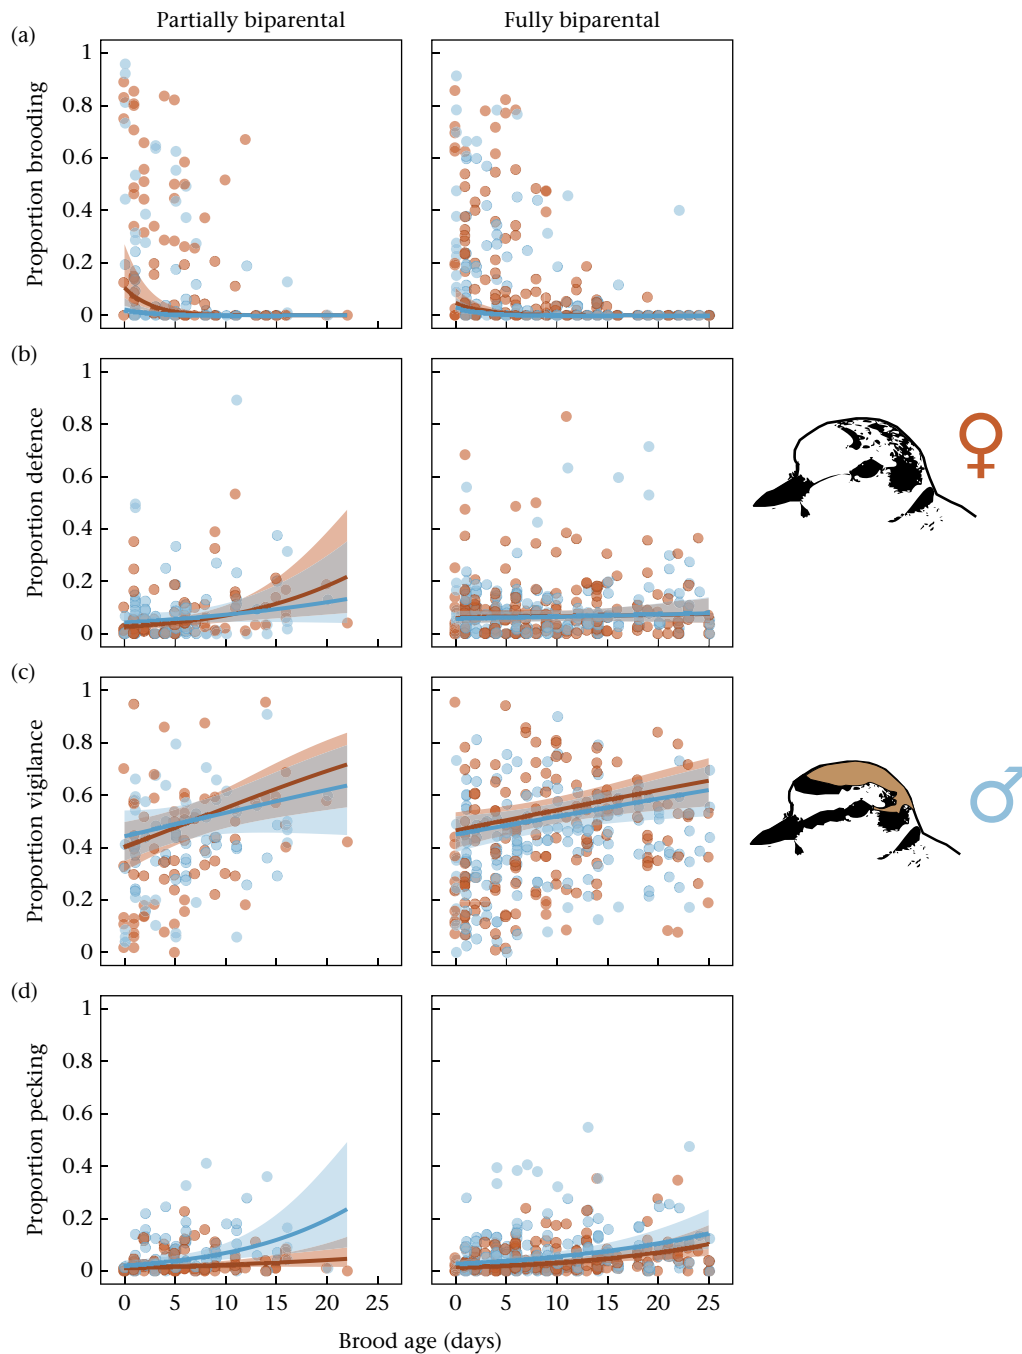 Partially biparental
Fully biparental
(a)
Proportion brooding
1
0.8
0.6
0.4
0.2
0
(b)
Proportion defence
1
0.8
0.6
0.4
0.2
0
♀
(c)
Proportion vigilance
1
0.8
0.6
0.4
0.2
0
♂
(d)
Proportion pecking
1
0.8
0.6
0.4
0.2
0
0 5 10 15 20 25
0 5 10 15 20 25
Brood age (days)